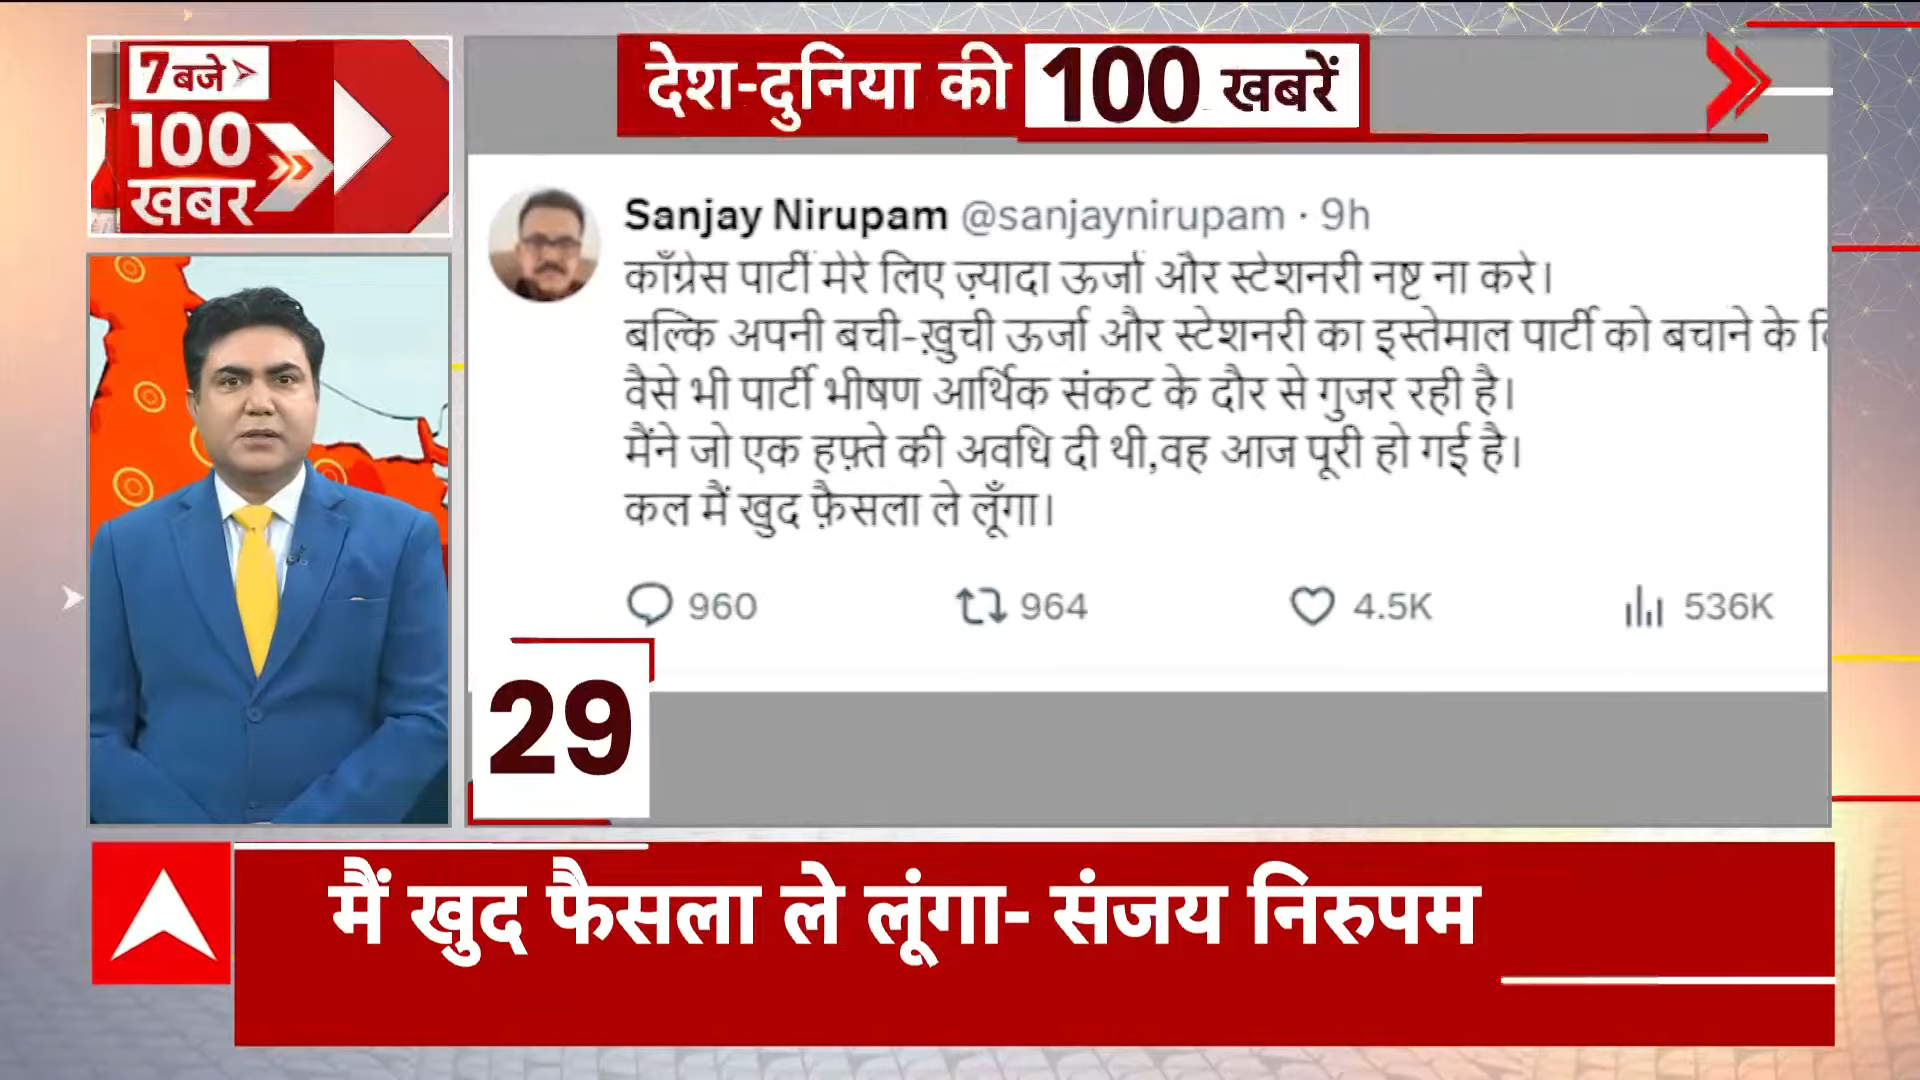 7 बजे
100
खबर
देश-दुनिया की 100 खबरें
Sanjay Nirupam @sanjaynirupam · 9h
काँग्रेस पार्टी मेरे लिए ज़्यादा ऊर्जा और स्टेशनरी नष्ट ना करे।
बल्कि अपनी बची-ख़ुची ऊर्जा और स्टेशनरी का इस्तेमाल पार्टी को बचाने के
वैसे भी पार्टी भीषण आर्थिक संकट के दौर से गुजर रही है।
मैंने जो एक हफ़्ते की अवधि दी थी,वह आज पूरी हो गई है।
कल मैं खुद फ़ैसला ले लूँगा।
960 964 4.5K 536K
29
मैं खुद फैसला ले लूंगा- संजय निरुपम